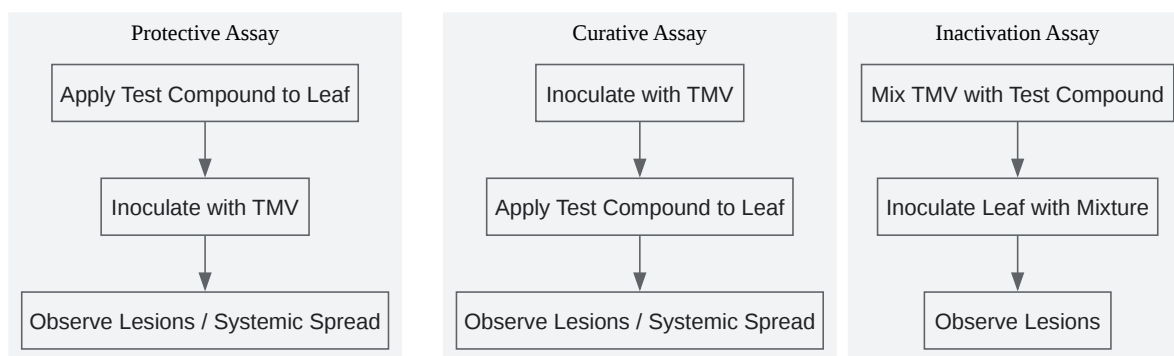 Protective Assay
Apply Test Compound to Leaf
Inoculate with TMV
Observe Lesions / Systemic Spread
Curative Assay
Inoculate with TMV
Apply Test Compound to Leaf
Observe Lesions / Systemic Spread
Inactivation Assay
Mix TMV with Test Compound
Inoculate Leaf with Mixture
Observe Lesions